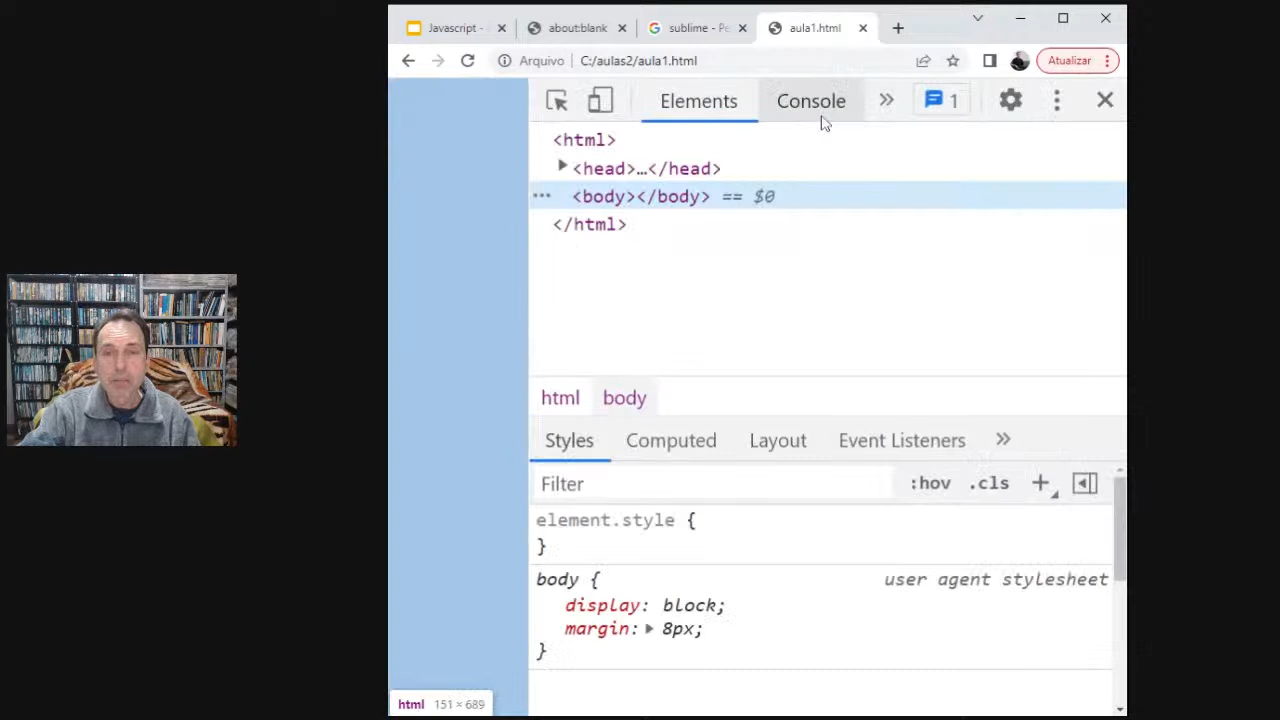 Javascript -
about:blank
sublime - Pe
aula1.html
Arquivo
C:/aulas2/aula1.html
Atualizar
Elements
Console
1
<html>
<head>…</head>
<body></body> == $0
</html>
html
body
Styles
Computed
Layout
Event Listeners
Filter
:hov
.cls
element.style {
}
body {
user agent stylesheet
display: block;
margin: 8px;
}
html 151 × 689